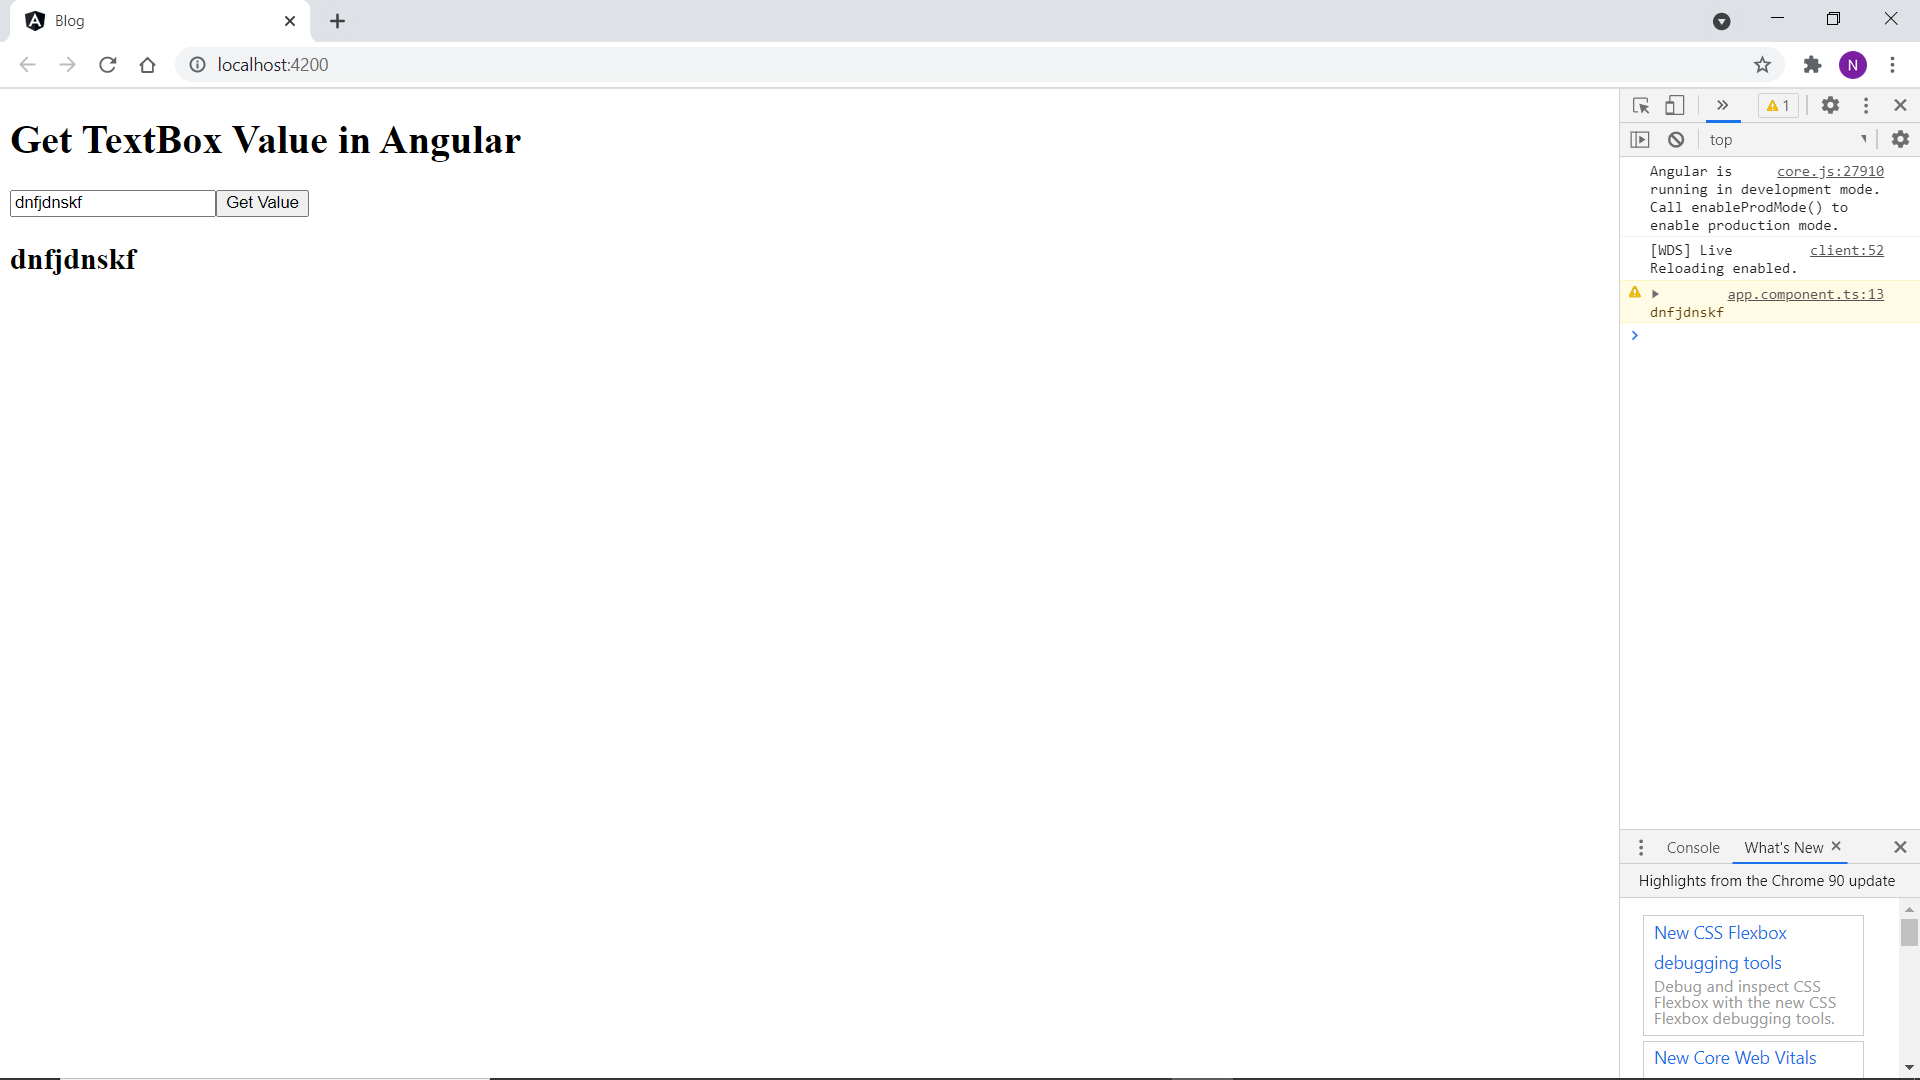 Blog
localhost:4200
N
Get TextBox Value in Angular
dnfjdnskf Get Value
dnfjdnskf
1
top
Angular is core.js:27910
running in development mode.
Call enableProdMode() to
enable production mode.
[WDS] Live client:52
Reloading enabled.
app.component.ts:13
dnfjdnskf
Console What's New
Highlights from the Chrome 90 update
New CSS Flexbox
debugging tools
Debug and inspect CSS
Flexbox with the new CSS
Flexbox debugging tools.
New Core Web Vitals